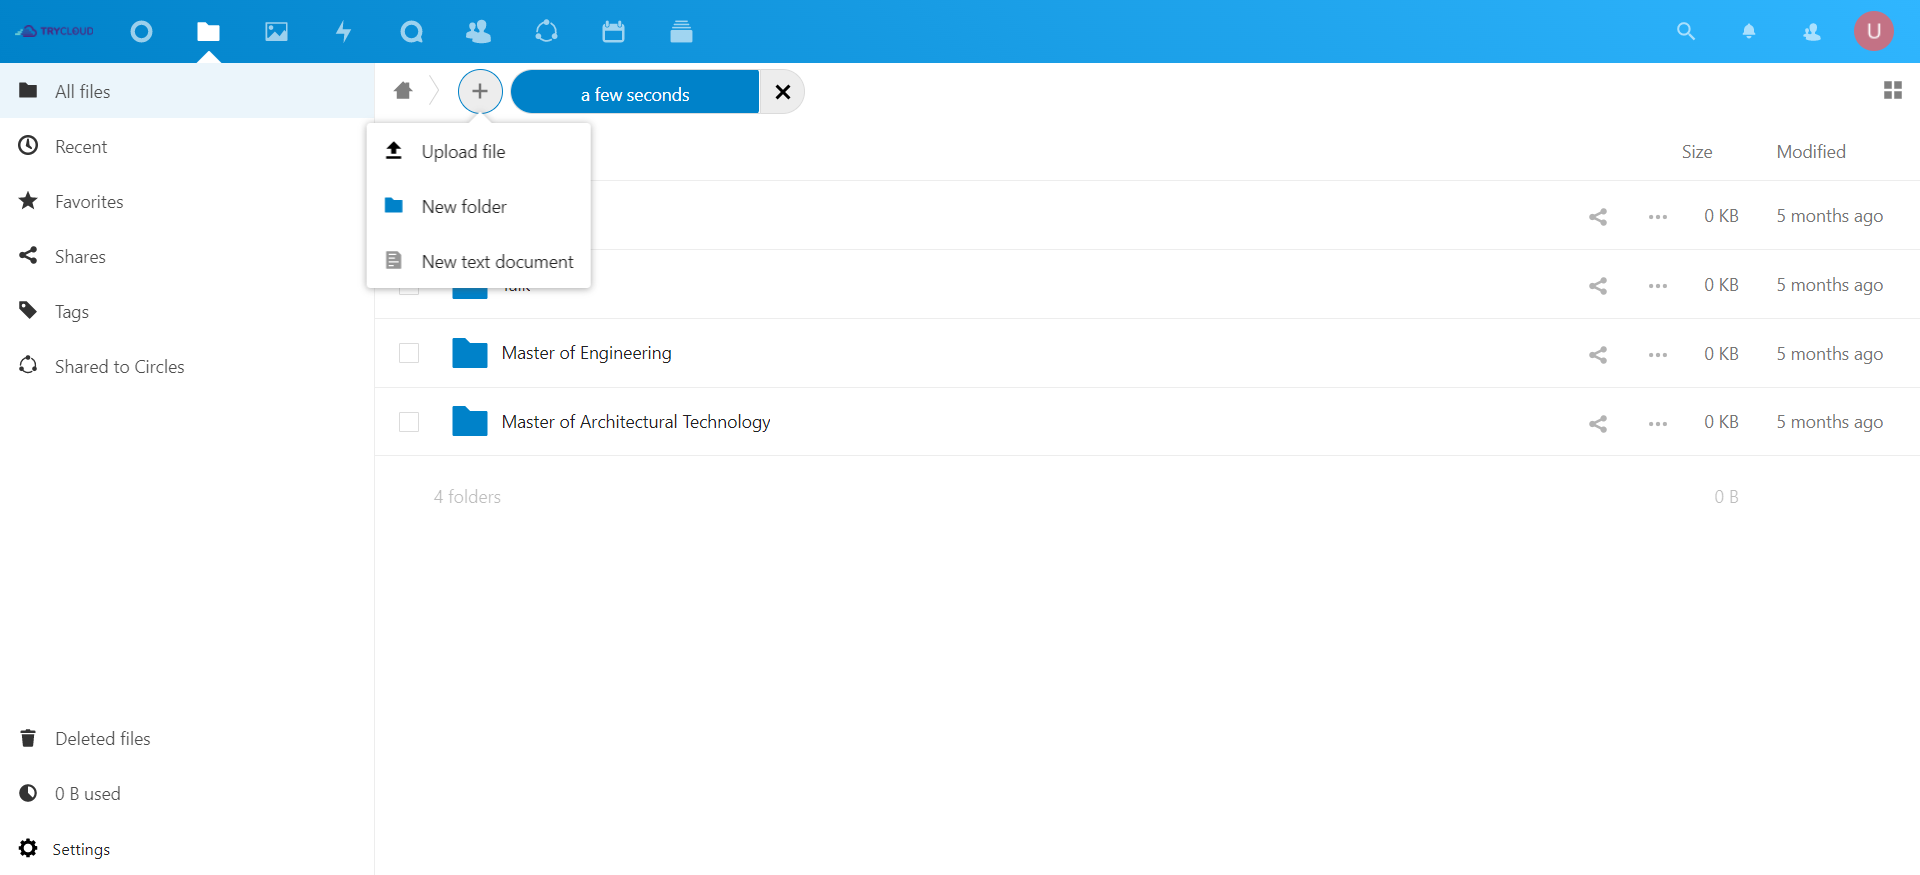 TRYCLOUD
U
All files
a few seconds
Recent
Upload file
Size
Modified
Favorites
New folder
0 KB
5 months ago
Shares
New text document
Talk
0 KB
5 months ago
Tags
Master of Engineering
0 KB
5 months ago
Shared to Circles
Master of Architectural Technology
0 KB
5 months ago
4 folders
0 B
Deleted files
0 B used
Settings